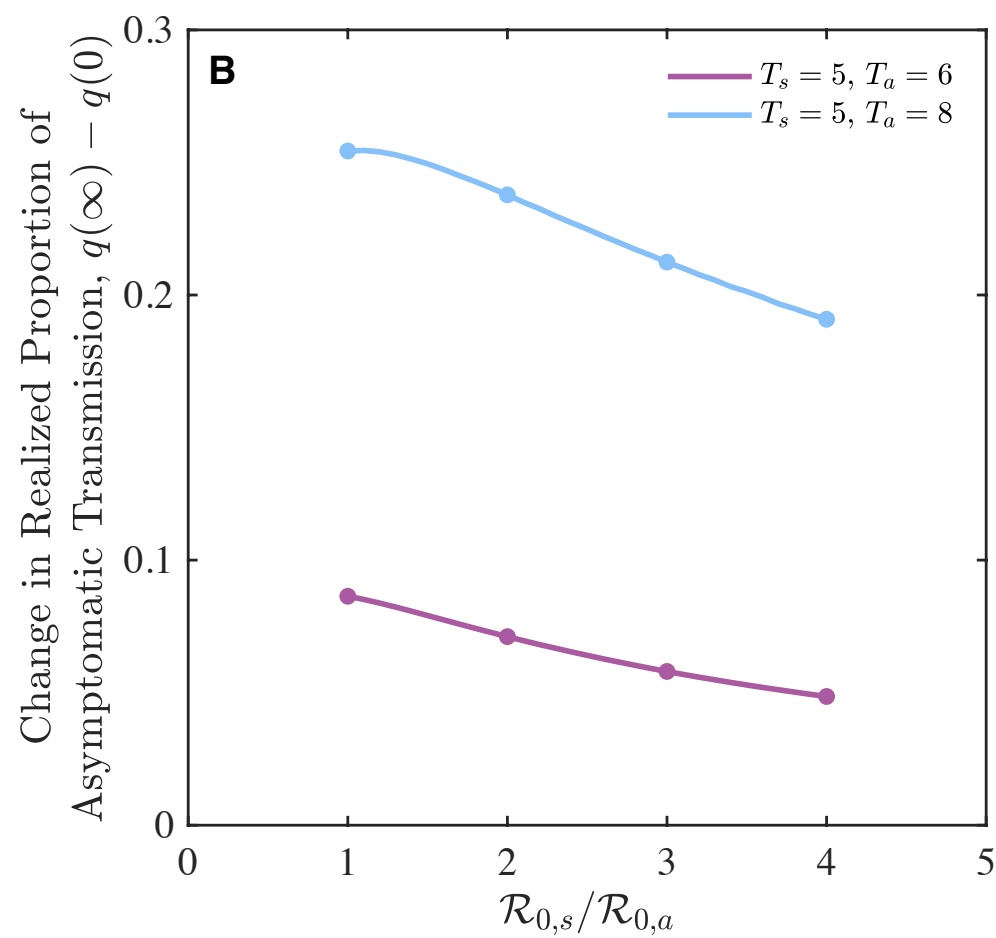 B
T_s = 5, T_a = 6
T_s = 5, T_a = 8
Change in Realized Proportion of
Asymptomatic Transmission, q(∞) − q(0)
0.3
0.2
0.1
0
0 1 2 3 4 5
ℛ_{0,s}/ℛ_{0,a}